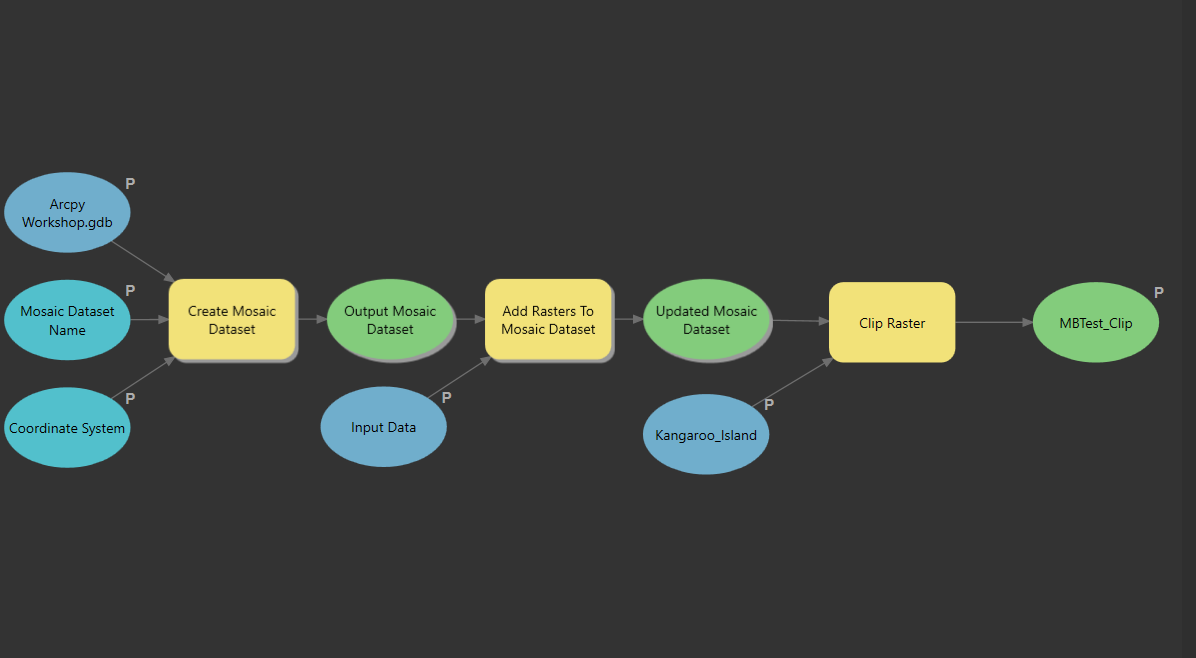 P
Arcpy
Workshop.gdb
P
Mosaic Dataset
Name
P
Coordinate System
Create Mosaic
Dataset
Output Mosaic
Dataset
P
Input Data
Add Rasters To
Mosaic Dataset
Updated Mosaic
Dataset
P
Kangaroo_Island
Clip Raster
P
MBTest_Clip